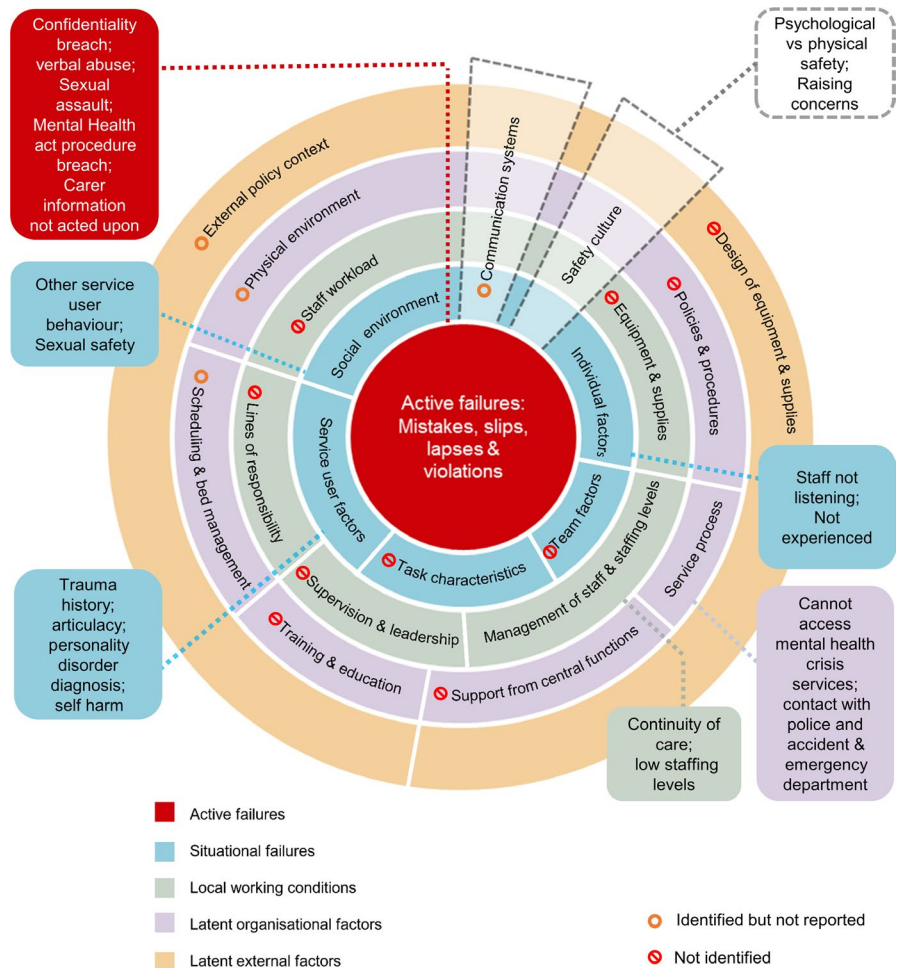 Confidentiality
breach;
verbal abuse;
Sexual
assault;
Mental Health
act procedure
breach;
Carer
information
not acted upon
Psychological
vs physical
safety;
Raising
concerns
External policy context
Physical environment
Staff workload
Social environment
Communication systems
Safety culture
Design of equipment & supplies
Policies & procedures
Equipment & supplies
Individual factors
Other service
user
behaviour;
Sexual safety
Active failures:
Mistakes, slips,
lapses &
violations
Scheduling & bed management
Lines of responsibility
Service user factors
Task characteristics
Team factors
Management of staff & staffing levels
Service process
Supervision & leadership
Training & education
Support from central functions
Staff not
listening;
Not
experienced
Trauma
history;
articulacy;
personality
disorder
diagnosis;
self harm
Cannot
access
mental health
crisis
services;
contact with
police and
accident &
emergency
department
Continuity of
care;
low staffing
levels
Active failures
Situational failures
Local working conditions
Latent organisational factors
Latent external factors
Identified but not reported
Not identified